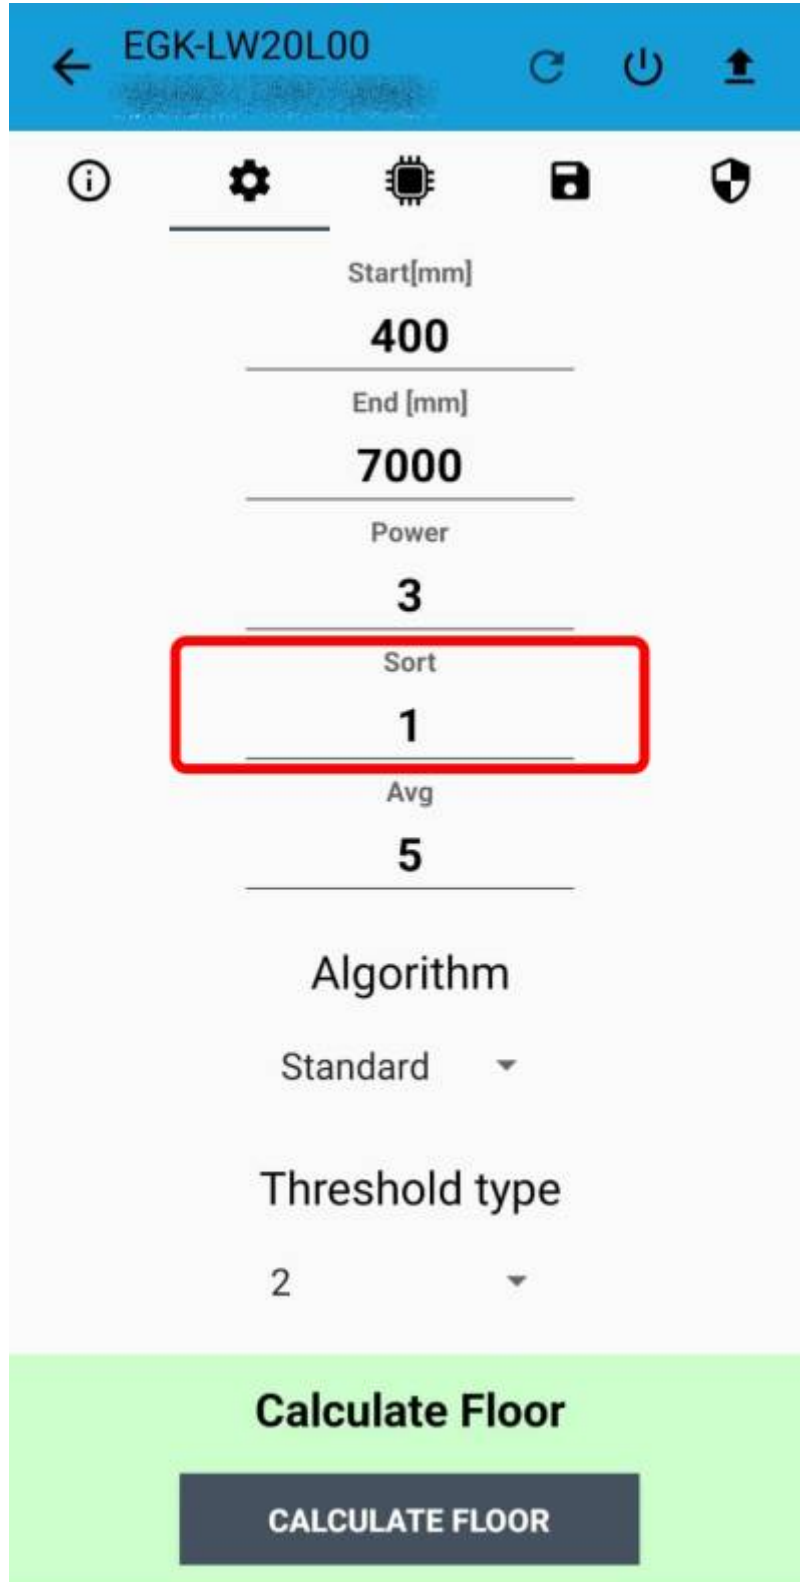 EGK-LW20L00
Start[mm]
400
End [mm]
7000
Power
3
Sort
1
Avg
5
Algorithm
Standard
Threshold type
2
Calculate Floor
CALCULATE FLOOR